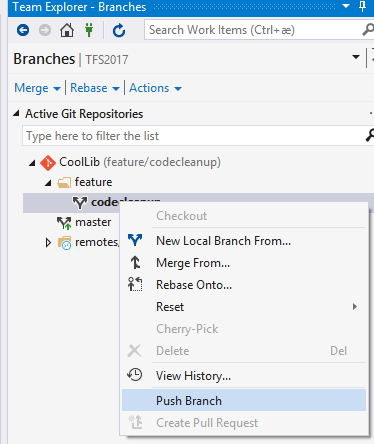 Team Explorer - Branches
Search Work Items (Ctrl+æ)
Branches | TFS2017
Merge Rebase Actions
Active Git Repositories
Type here to filter the list
CoolLib (feature/codecleanup)
feature
codecleanup
Checkout
master
New Local Branch From...
remotes
Merge From...
Rebase Onto...
Reset
Cherry-Pick
Delete Del
View History...
Push Branch
Create Pull Request